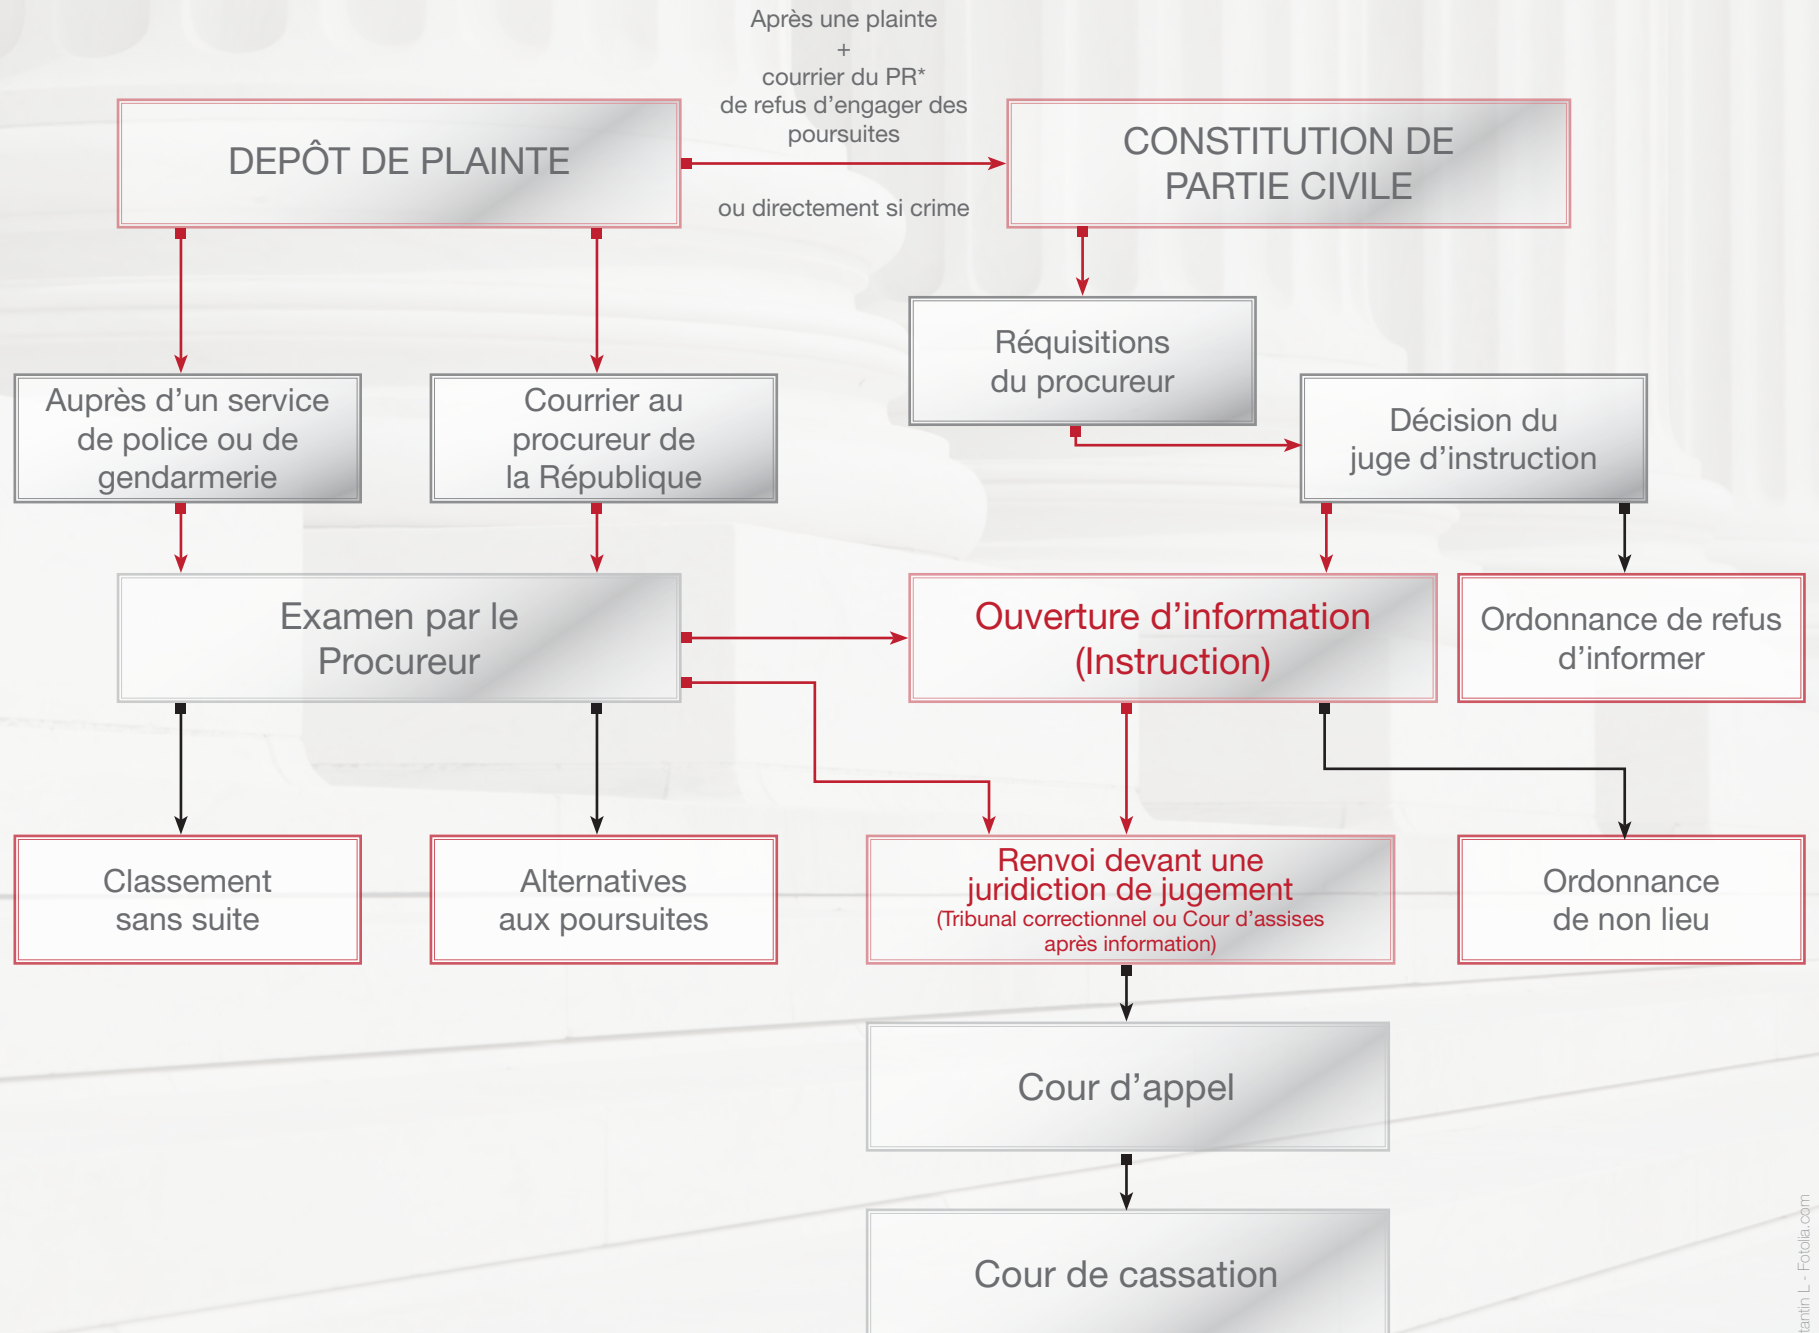 Après une plainte
+
courrier du PR*
de refus d'engager des
poursuites
ou directement si crime
DEPÔT DE PLAINTE
CONSTITUTION DE
PARTIE CIVILE
Réquisitions
du procureur
Auprès d'un service
de police ou de
gendarmerie
Courrier au
procureur de
la République
Décision du
juge d'instruction
Examen par le
Procureur
Ouverture d'information
(Instruction)
Ordonnance de refus
d'informer
Classement
sans suite
Alternatives
aux poursuites
Renvoi devant une
juridiction de jugement
(Tribunal correctionnel ou Cour d'assises
après information)
Ordonnance
de non lieu
Cour d'appel
Cour de cassation
L - Fotolia.com